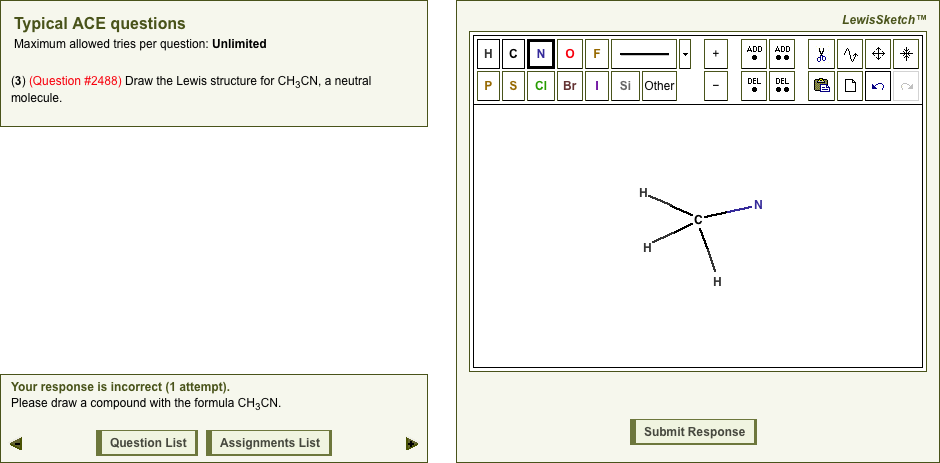 Typical ACE questions
Maximum allowed tries per question: Unlimited
(3) (Question #2488) Draw the Lewis structure for CH3CN, a neutral
molecule.
LewisSketch™
H C N O F + ADD ADD
P S Cl Br I Si Other − DEL DEL
H
N
C
H
H
Your response is incorrect (1 attempt).
Please draw a compound with the formula CH3CN.
Question List Assignments List
Submit Response